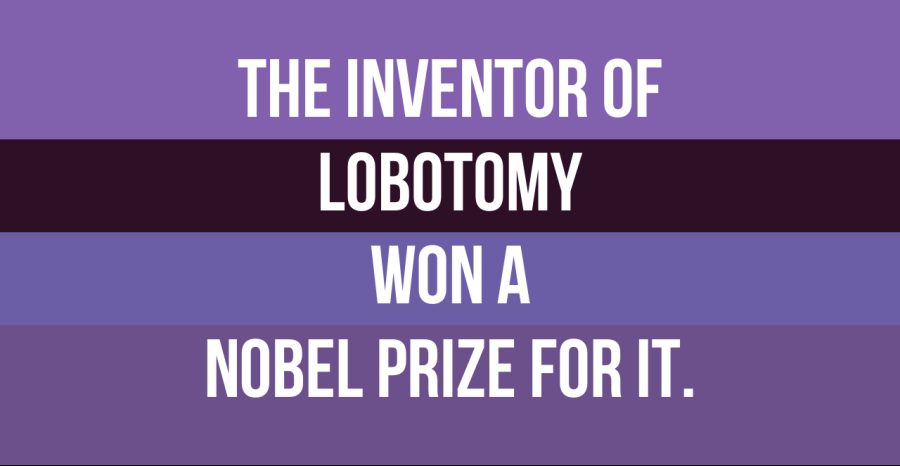 THE INVENTOR OF
LOBOTOMY
WON A
NOBEL PRIZE FOR IT.